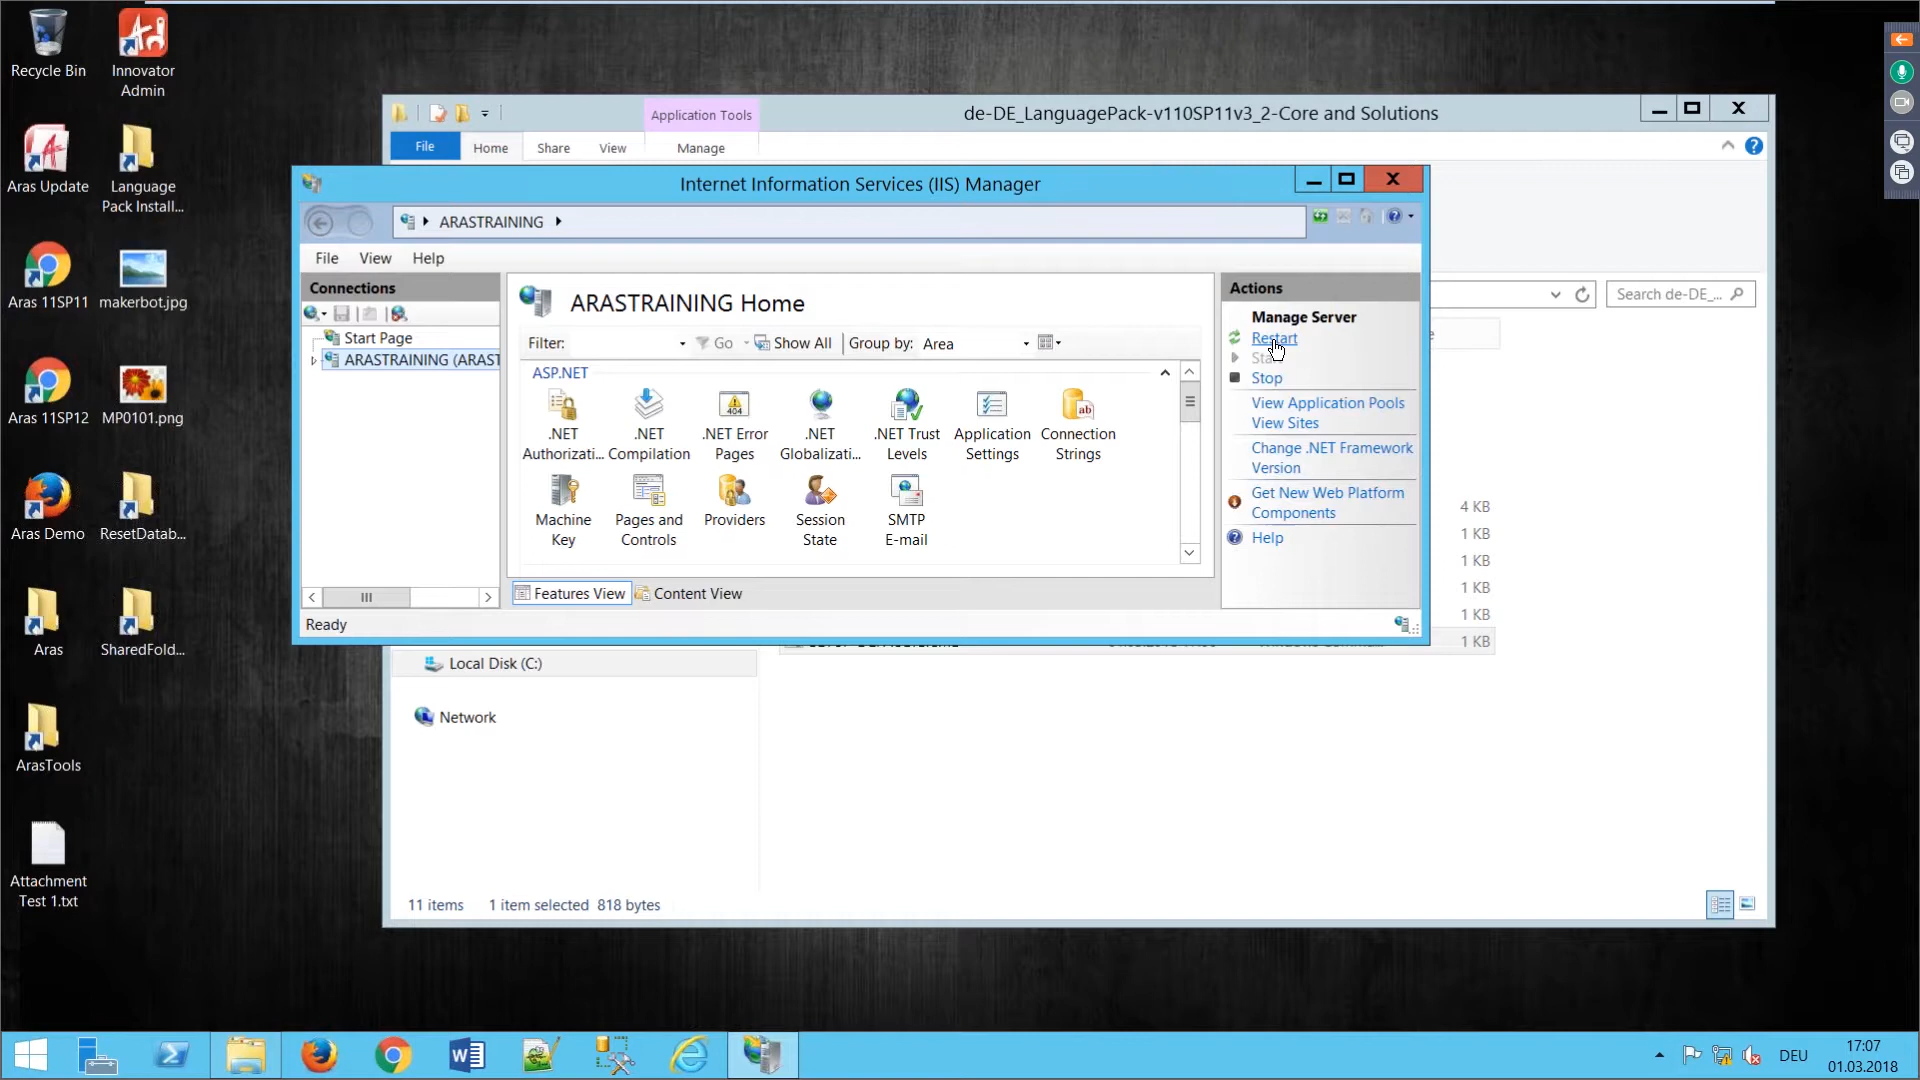 Recycle Bin
Innovator
Admin
Aras Update
Language
Pack Install...
Aras 11SP11
makerbot.jpg
Aras 11SP12
MP0101.png
Aras Demo
ResetDatab...
Aras
SharedFold...
ArasTools
Attachment
Test 1.txt
Application Tools
de-DE_LanguagePack-v110SP11v3_2-Core and Solutions
File
Home
Share
View
Manage
Internet Information Services (IIS) Manager
ARASTRAINING
File
View
Help
Connections
Start Page
ARASTRAINING (ARAST
ARASTRAINING Home
Filter:
Go
Show All
Group by:
Area
ASP.NET
.NET
Authorizati...
.NET
Compilation
404
.NET Error
Pages
.NET
Globalizati...
.NET Trust
Levels
Application
Settings
ab
Connection
Strings
Machine
Key
Pages and
Controls
Providers
Session
State
SMTP
E-mail
Features View
Content View
Ready
Actions
Manage Server
Restart
Stop
View Application Pools
View Sites
Change .NET Framework
Version
Get New Web Platform
Components
Help
Search de-DE_...
4 KB
1 KB
1 KB
1 KB
1 KB
1 KB
Local Disk (C:)
Network
11 items
1 item selected 818 bytes
DEU
17:07
01.03.2018